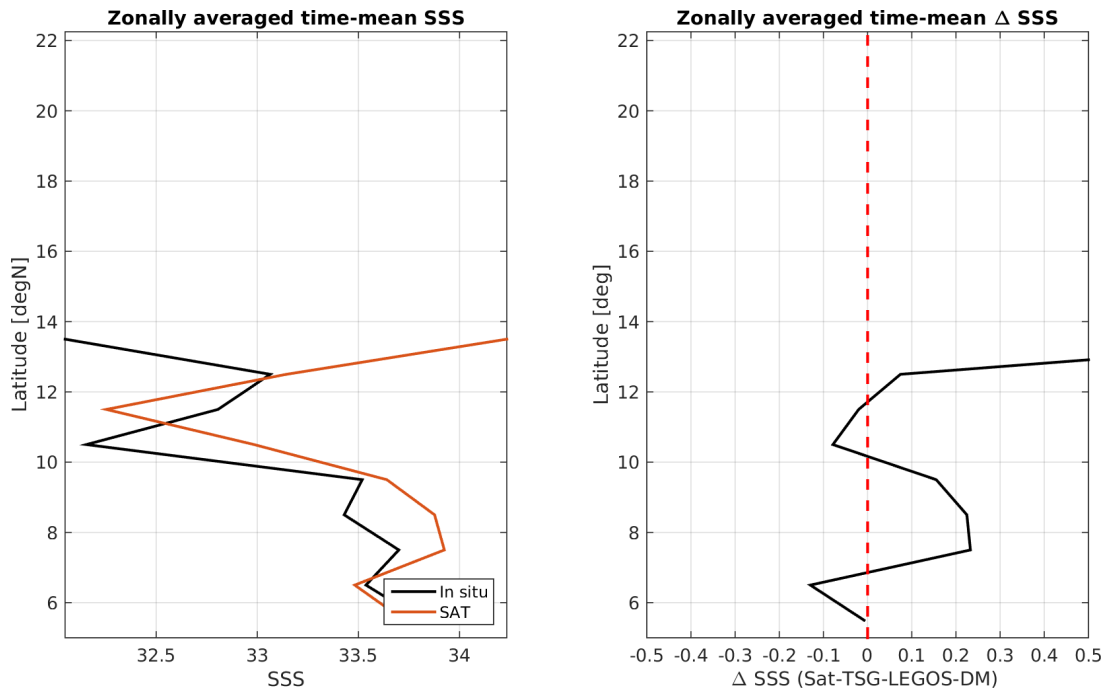 Zonally averaged time-mean SSS
22
20
18
16
14
12
10
8
6
Latitude [degN]
32.5 33 33.5 34
SSS
In situ
SAT
Zonally averaged time-mean Δ SSS
22
20
18
16
14
12
10
8
6
Latitude [deg]
-0.5 -0.4 -0.3 -0.2 -0.1 0 0.1 0.2 0.3 0.4 0.5
Δ SSS (Sat-TSG-LEGOS-DM)